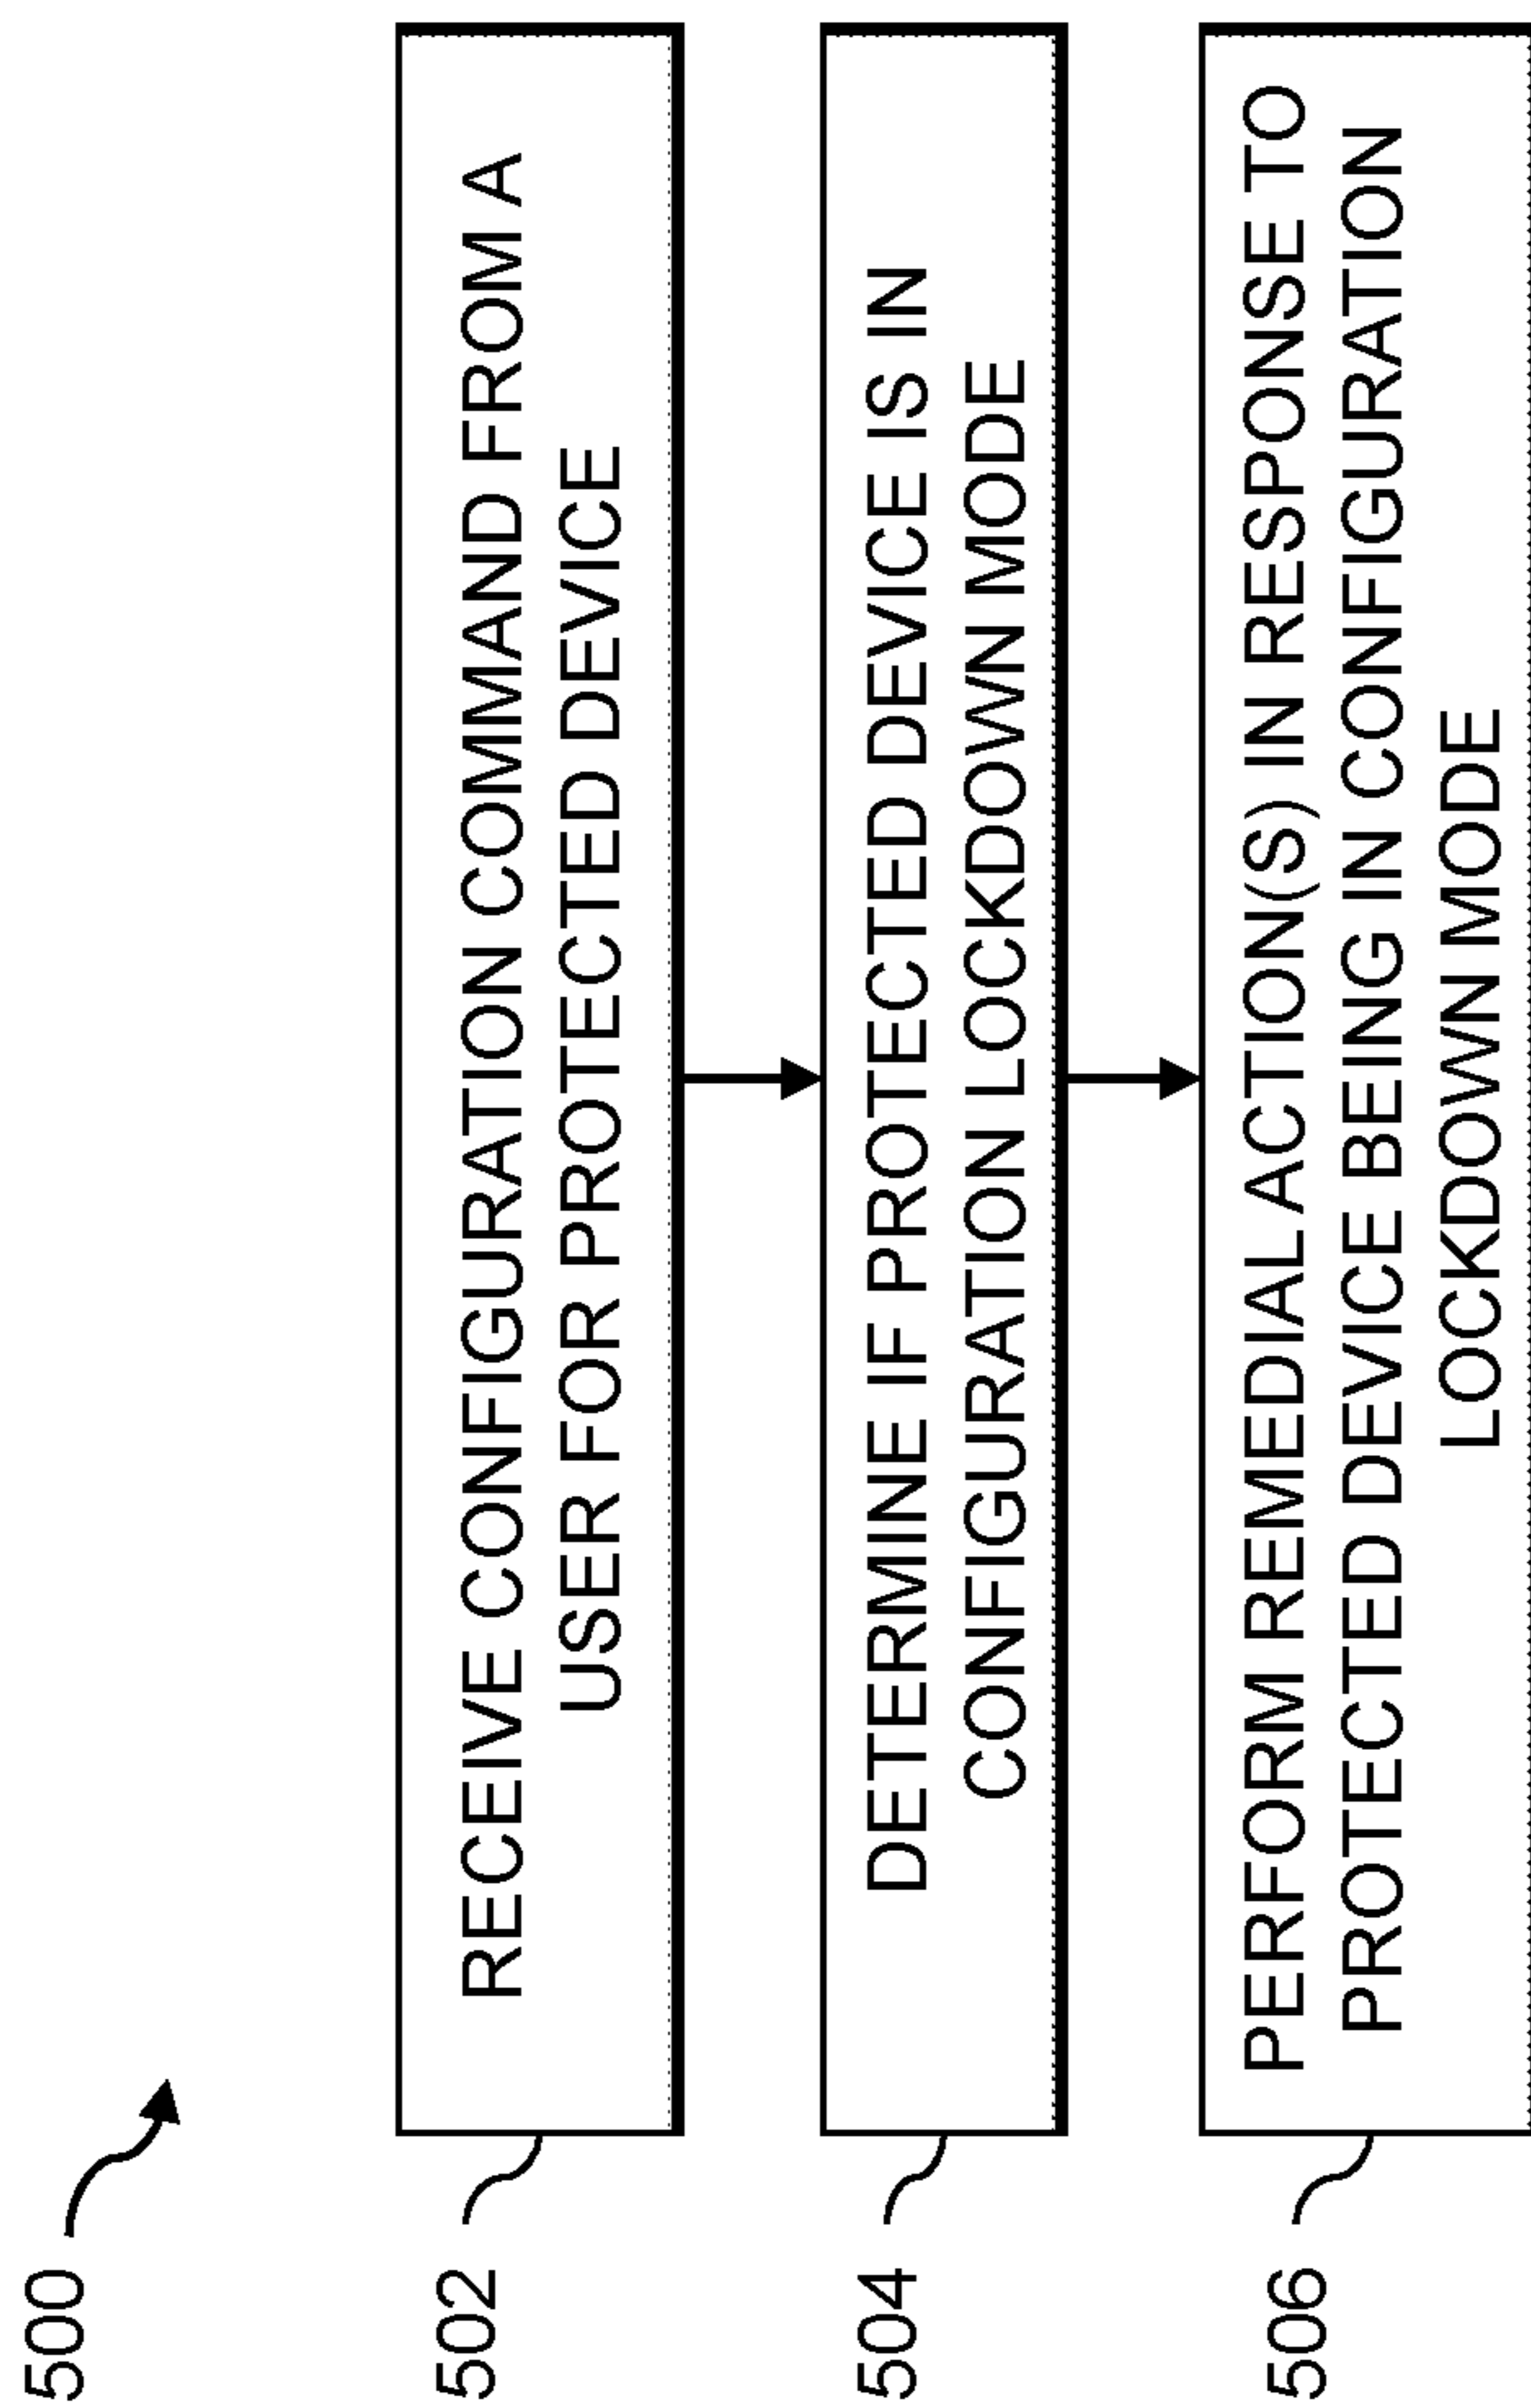 500
502
RECEIVE CONFIGURATION COMMAND FROM A
USER FOR PROTECTED DEVICE
504
DETERMINE IF PROTECTED DEVICE IS IN
CONFIGURATION LOCKDOWN MODE
506
PERFORM REMEDIAL ACTION(S) IN RESPONSE TO
PROTECTED DEVICE BEING IN CONFIGURATION
LOCKDOWN MODE